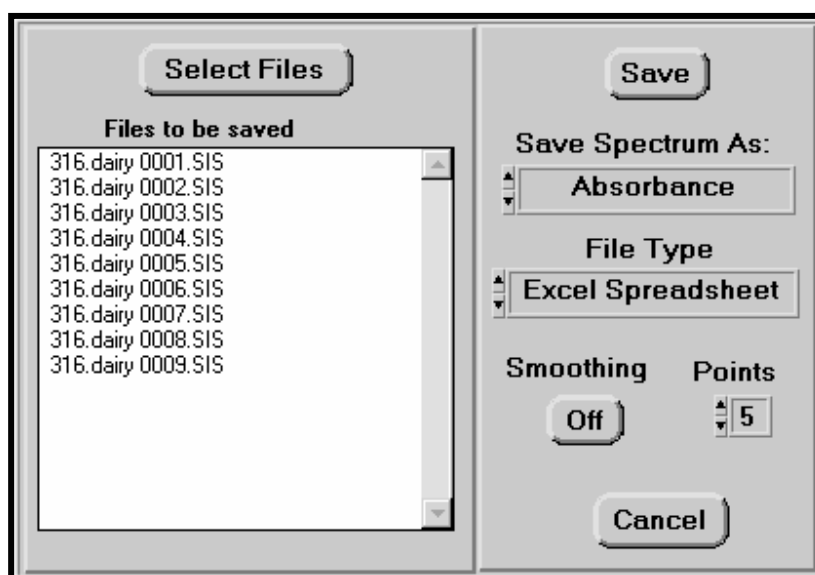 Select Files
Files to be saved
316.dairy 0001.SIS
316.dairy 0002.SIS
316.dairy 0003.SIS
316.dairy 0004.SIS
316.dairy 0005.SIS
316.dairy 0006.SIS
316.dairy 0007.SIS
316.dairy 0008.SIS
316.dairy 0009.SIS
Save
Save Spectrum As:
Absorbance
File Type
Excel Spreadsheet
Smoothing Points
Off 5
Cancel